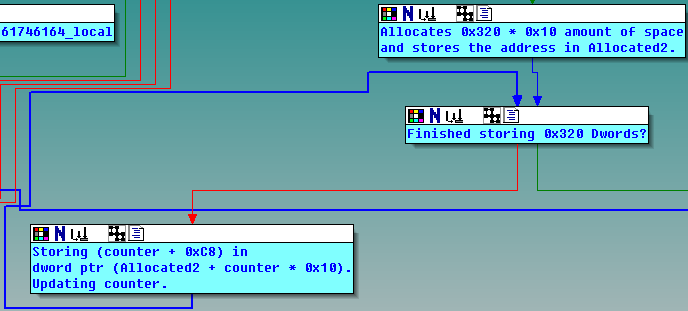 61746164_local
Allocates 0x320 * 0x10 amount of space
and stores the address in Allocated2.
Finished storing 0x320 Dwords?
Storing (counter + 0xC8) in
dword ptr (Allocated2 + counter * 0x10).
Updating counter.